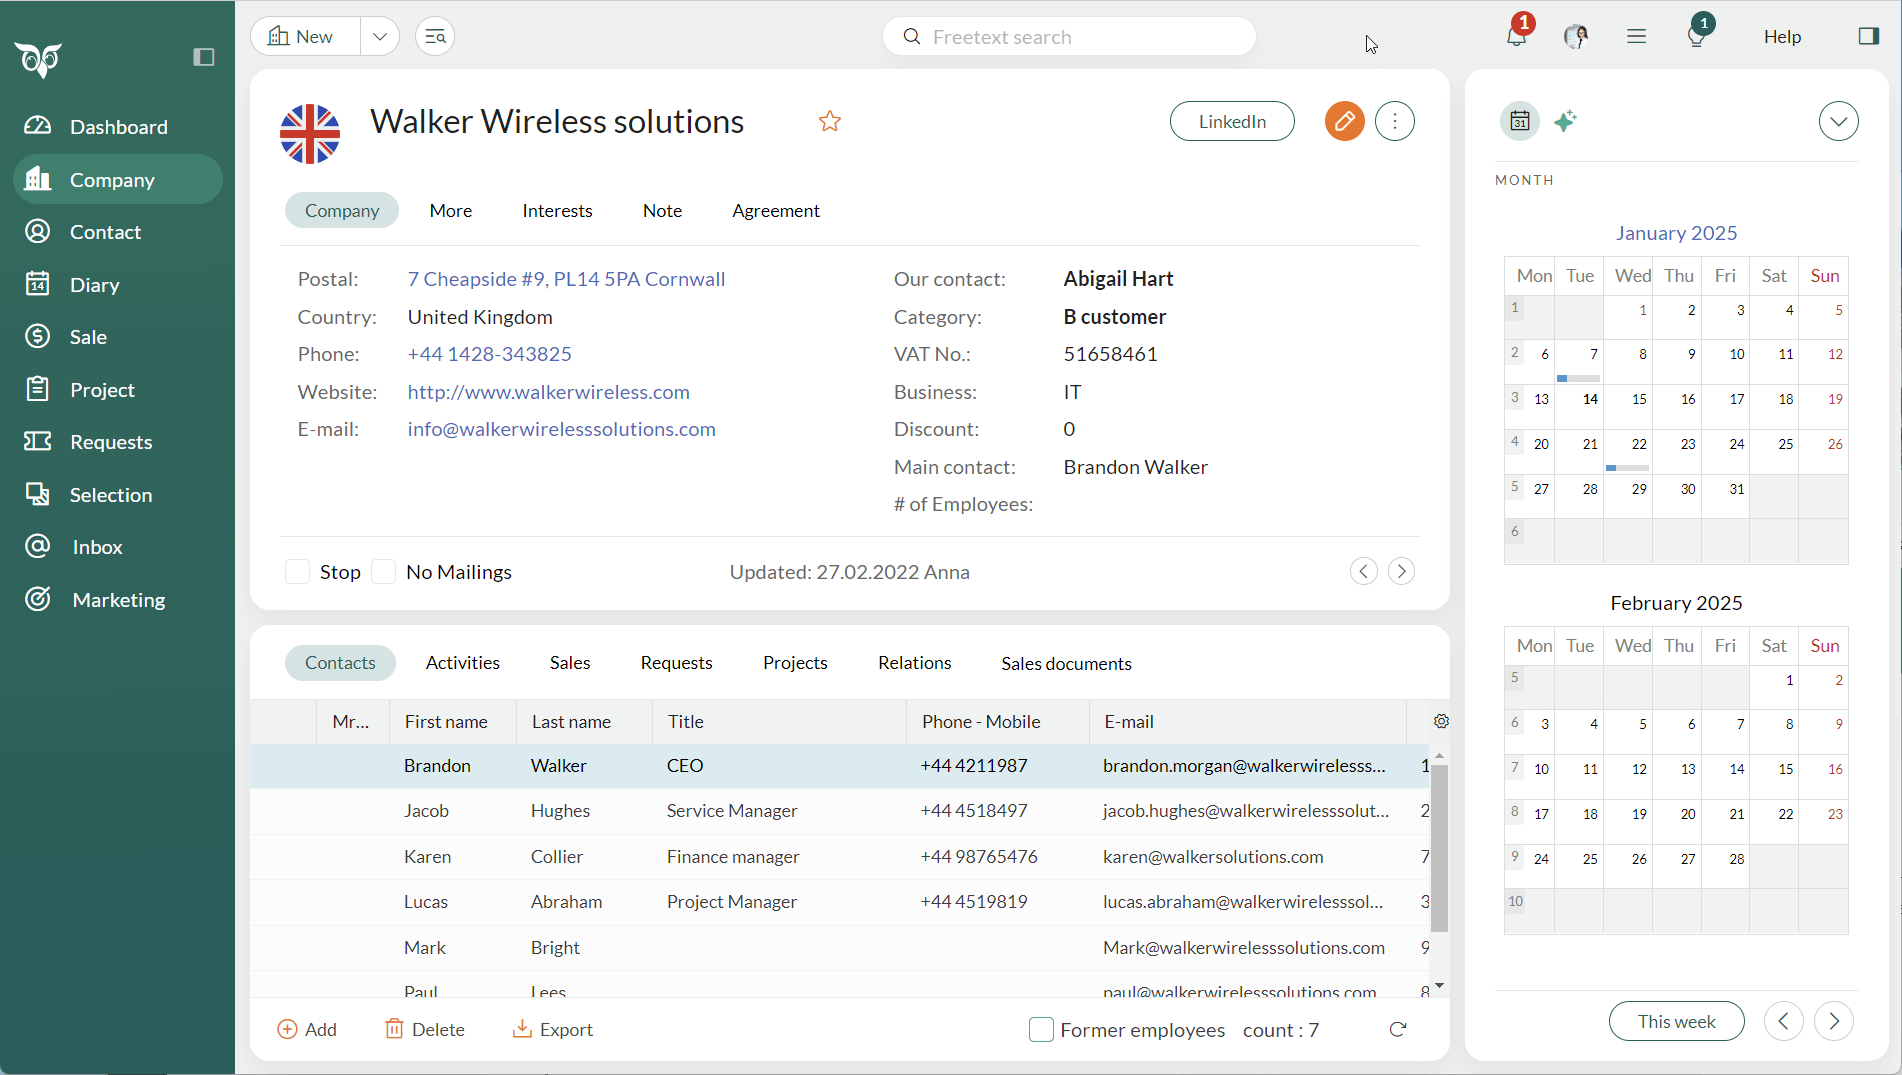 New
Freetext search
1
1
Help
Dashboard
Company
Contact
14
Diary
Sale
Project
Requests
Selection
Inbox
Marketing
Walker Wireless solutions
LinkedIn
Company More Interests Note Agreement
Postal: 7 Cheapside #9, PL14 5PA Cornwall
Country: United Kingdom
Phone: +44 1428-343825
Website: http://www.walkerwireless.com
E-mail: info@walkerwirelesssolutions.com
Our contact: Abigail Hart
Category: B customer
VAT No.: 51658461
Business: IT
Discount: 0
Main contact: Brandon Walker
# of Employees:
Stop No Mailings Updated: 27.02.2022 Anna
Contacts Activities Sales Requests Projects Relations Sales documents
Mr... First name Last name Title Phone - Mobile E-mail
Brandon Walker CEO +44 4211987 brandon.morgan@walkerwirelesss... 1
Jacob Hughes Service Manager +44 4518497 jacob.hughes@walkerwirelesssolut... 2
Karen Collier Finance manager +44 98765476 karen@walkersolutions.com 7
Lucas Abraham Project Manager +44 4519819 lucas.abraham@walkerwirelesssol... 3
Mark Bright Mark@walkerwirelesssolutions.com 9
Paul Lees paul@walkerwirelesssolutions.com 8
Add Delete Export Former employees count : 7
31
MONTH
January 2025
Mon Tue Wed Thu Fri Sat Sun
1 1 2 3 4 5
2 6 7 8 9 10 11 12
3 13 14 15 16 17 18 19
4 20 21 22 23 24 25 26
5 27 28 29 30 31
6
February 2025
Mon Tue Wed Thu Fri Sat Sun
5 1 2
6 3 4 5 6 7 8 9
7 10 11 12 13 14 15 16
8 17 18 19 20 21 22 23
9 24 25 26 27 28
10
This week